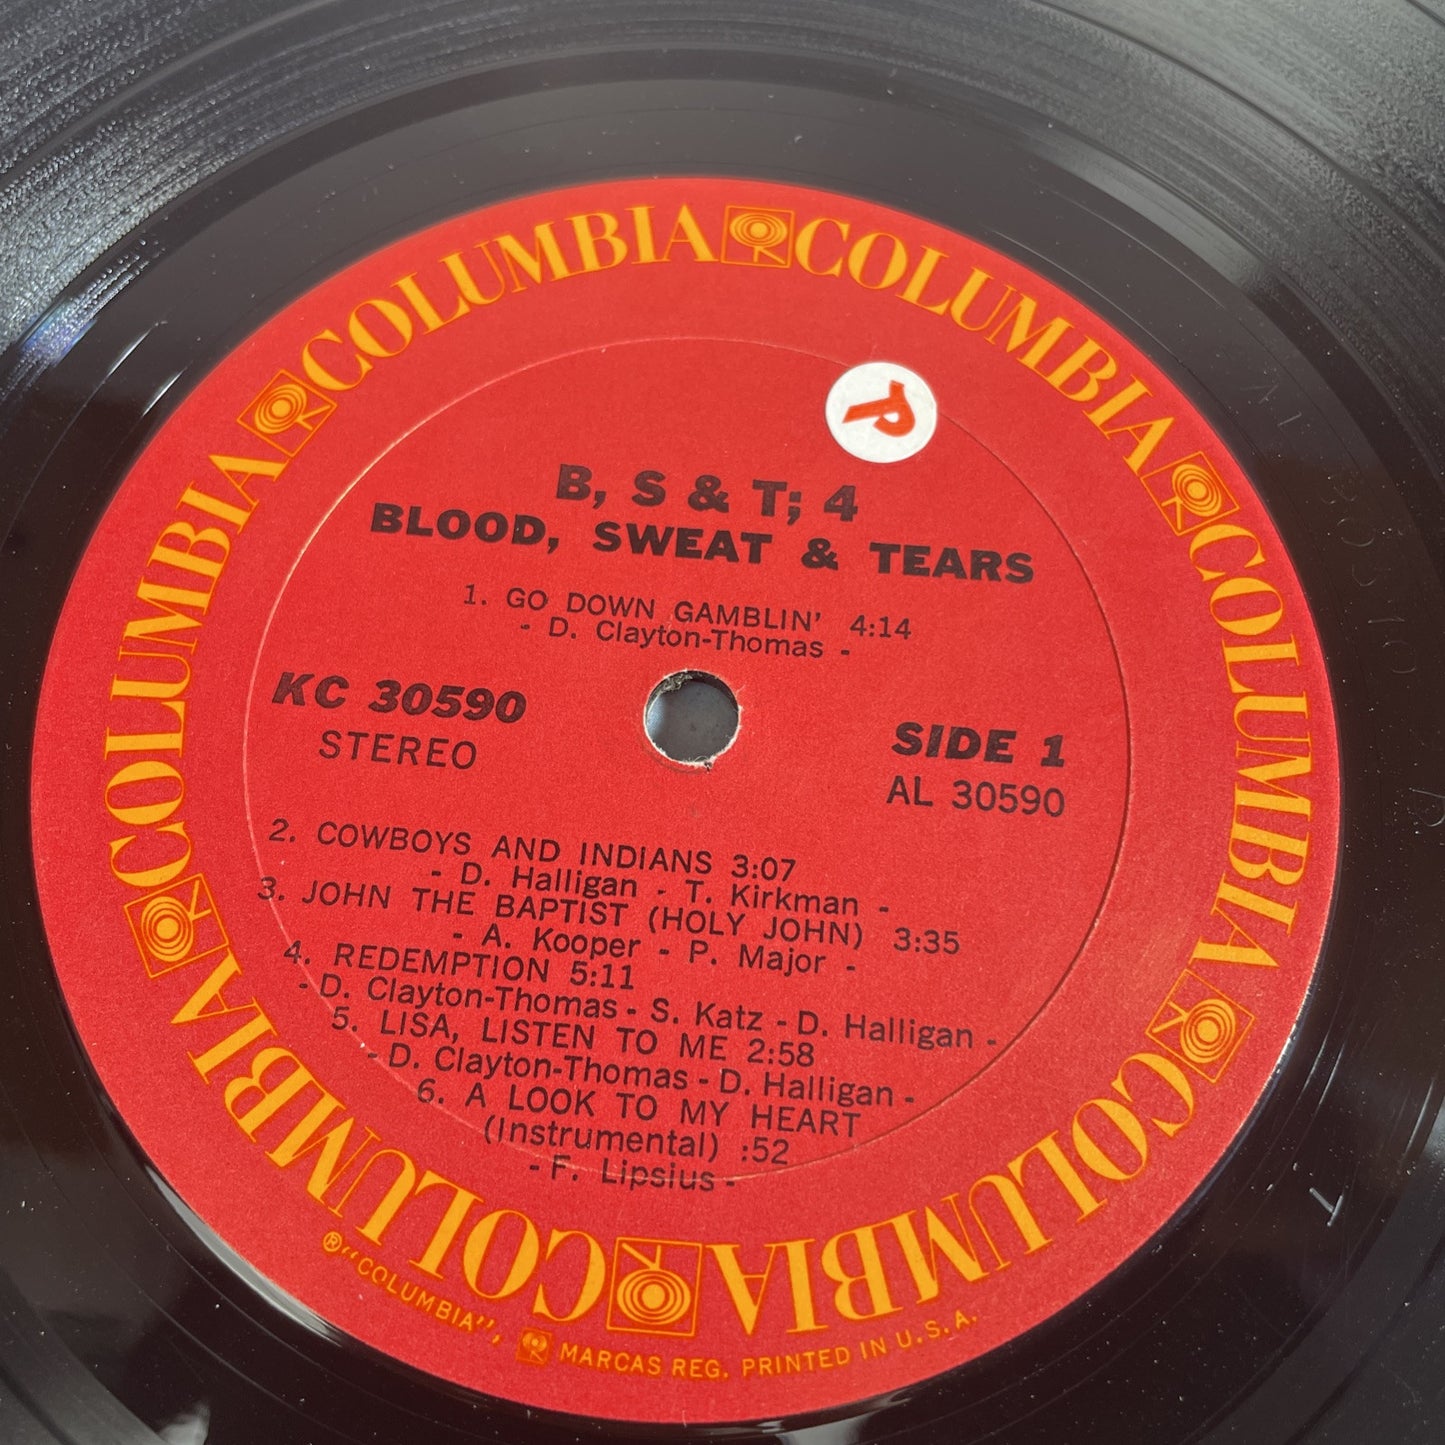 COLUMBIA COLUMBIA COLUMBIA COLUMBIA COLUMBIA COLUMBIA
B, S & T; 4
BLOOD, SWEAT & TEARS
1. GO DOWN GAMBLIN' 4:14
- D. Clayton-Thomas -
KC 30590
STEREO
SIDE 1
AL 30590
2. COWBOYS AND INDIANS 3:07
- D. Halligan - T. Kirkman -
3. JOHN THE BAPTIST (HOLY JOHN) 3:35
- A. Kooper - P. Major -
4. REDEMPTION 5:11
- D. Clayton-Thomas - S. Katz - D. Halligan -
5. LISA, LISTEN TO ME 2:58
- D. Clayton-Thomas - D. Halligan -
6. A LOOK TO MY HEART
(Instrumental) :52
- F. Lipsius -
® "COLUMBIA", MARCAS REG. PRINTED IN U.S.A.